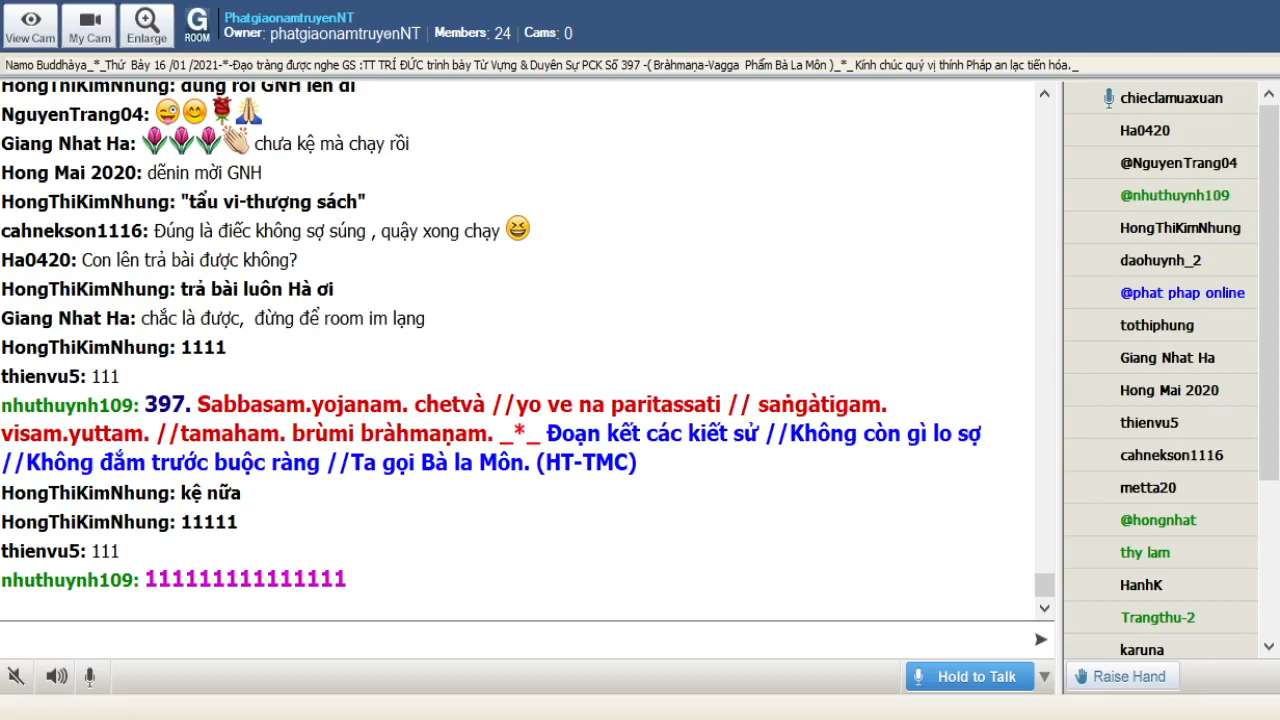 View Cam
My Cam
Enlarge
G
ROOM
PhatgiaonamtruyenNT
Owner: phatgiaonamtruyenNT | Members: 24 | Cams: 0
Namo Buddhàya_*_Thứ Bảy 16 /01 /2021-*-Đạo tràng được nghe GS :TT TRÍ ĐỨC trình bày Từ Vựng & Duyên Sự PCK Số 397 -( Bràhmaṇa-Vagga Phẩm Bà La Môn )_*_ Kính chúc quý vị thính Pháp an lạc tiến hóa._
HongThiKimNhung: đúng rồi GNH lên đi
NguyenTrang04:
Giang Nhat Ha: chưa kệ mà chạy rồi
Hong Mai 2020: dẽnin mời GNH
HongThiKimNhung: "tẩu vi-thượng sách"
cahnekson1116: Đúng là điếc không sợ súng , quậy xong chạy
Ha0420: Con lên trả bài được không?
HongThiKimNhung: trả bài luôn Hà ơi
Giang Nhat Ha: chắc là được, đừng để room im lạng
HongThiKimNhung: 1111
thienvu5: 111
nhuthuynh109: 397. Sabbasam.yojanam. chetvà //yo ve na paritassati // saṅgàtigam.
visam.yuttam. //tamaham. brùmi bràhmaṇam. _*_ Đoạn kết các kiết sử //Không còn gì lo sợ
//Không đắm trước buộc ràng //Ta gọi Bà la Môn. (HT-TMC)
HongThiKimNhung: kệ nữa
HongThiKimNhung: 11111
thienvu5: 111
nhuthuynh109: 111111111111111
chieclamuaxuan
Ha0420
@NguyenTrang04
@nhuthuynh109
HongThiKimNhung
daohuynh_2
@phat phap online
tothiphung
Giang Nhat Ha
Hong Mai 2020
thienvu5
cahnekson1116
metta20
@hongnhat
thy lam
HanhK
Trangthu-2
karuna
Hold to Talk
Raise Hand